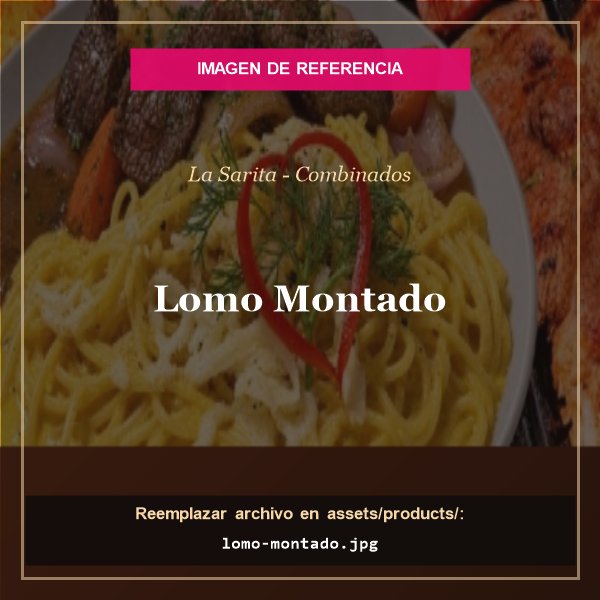 IMAGEN DE REFERENCIA
La Sarita - Combinados
Lomo Montado
Reemplazar archivo en assets/products/:
lomo-montado.jpg